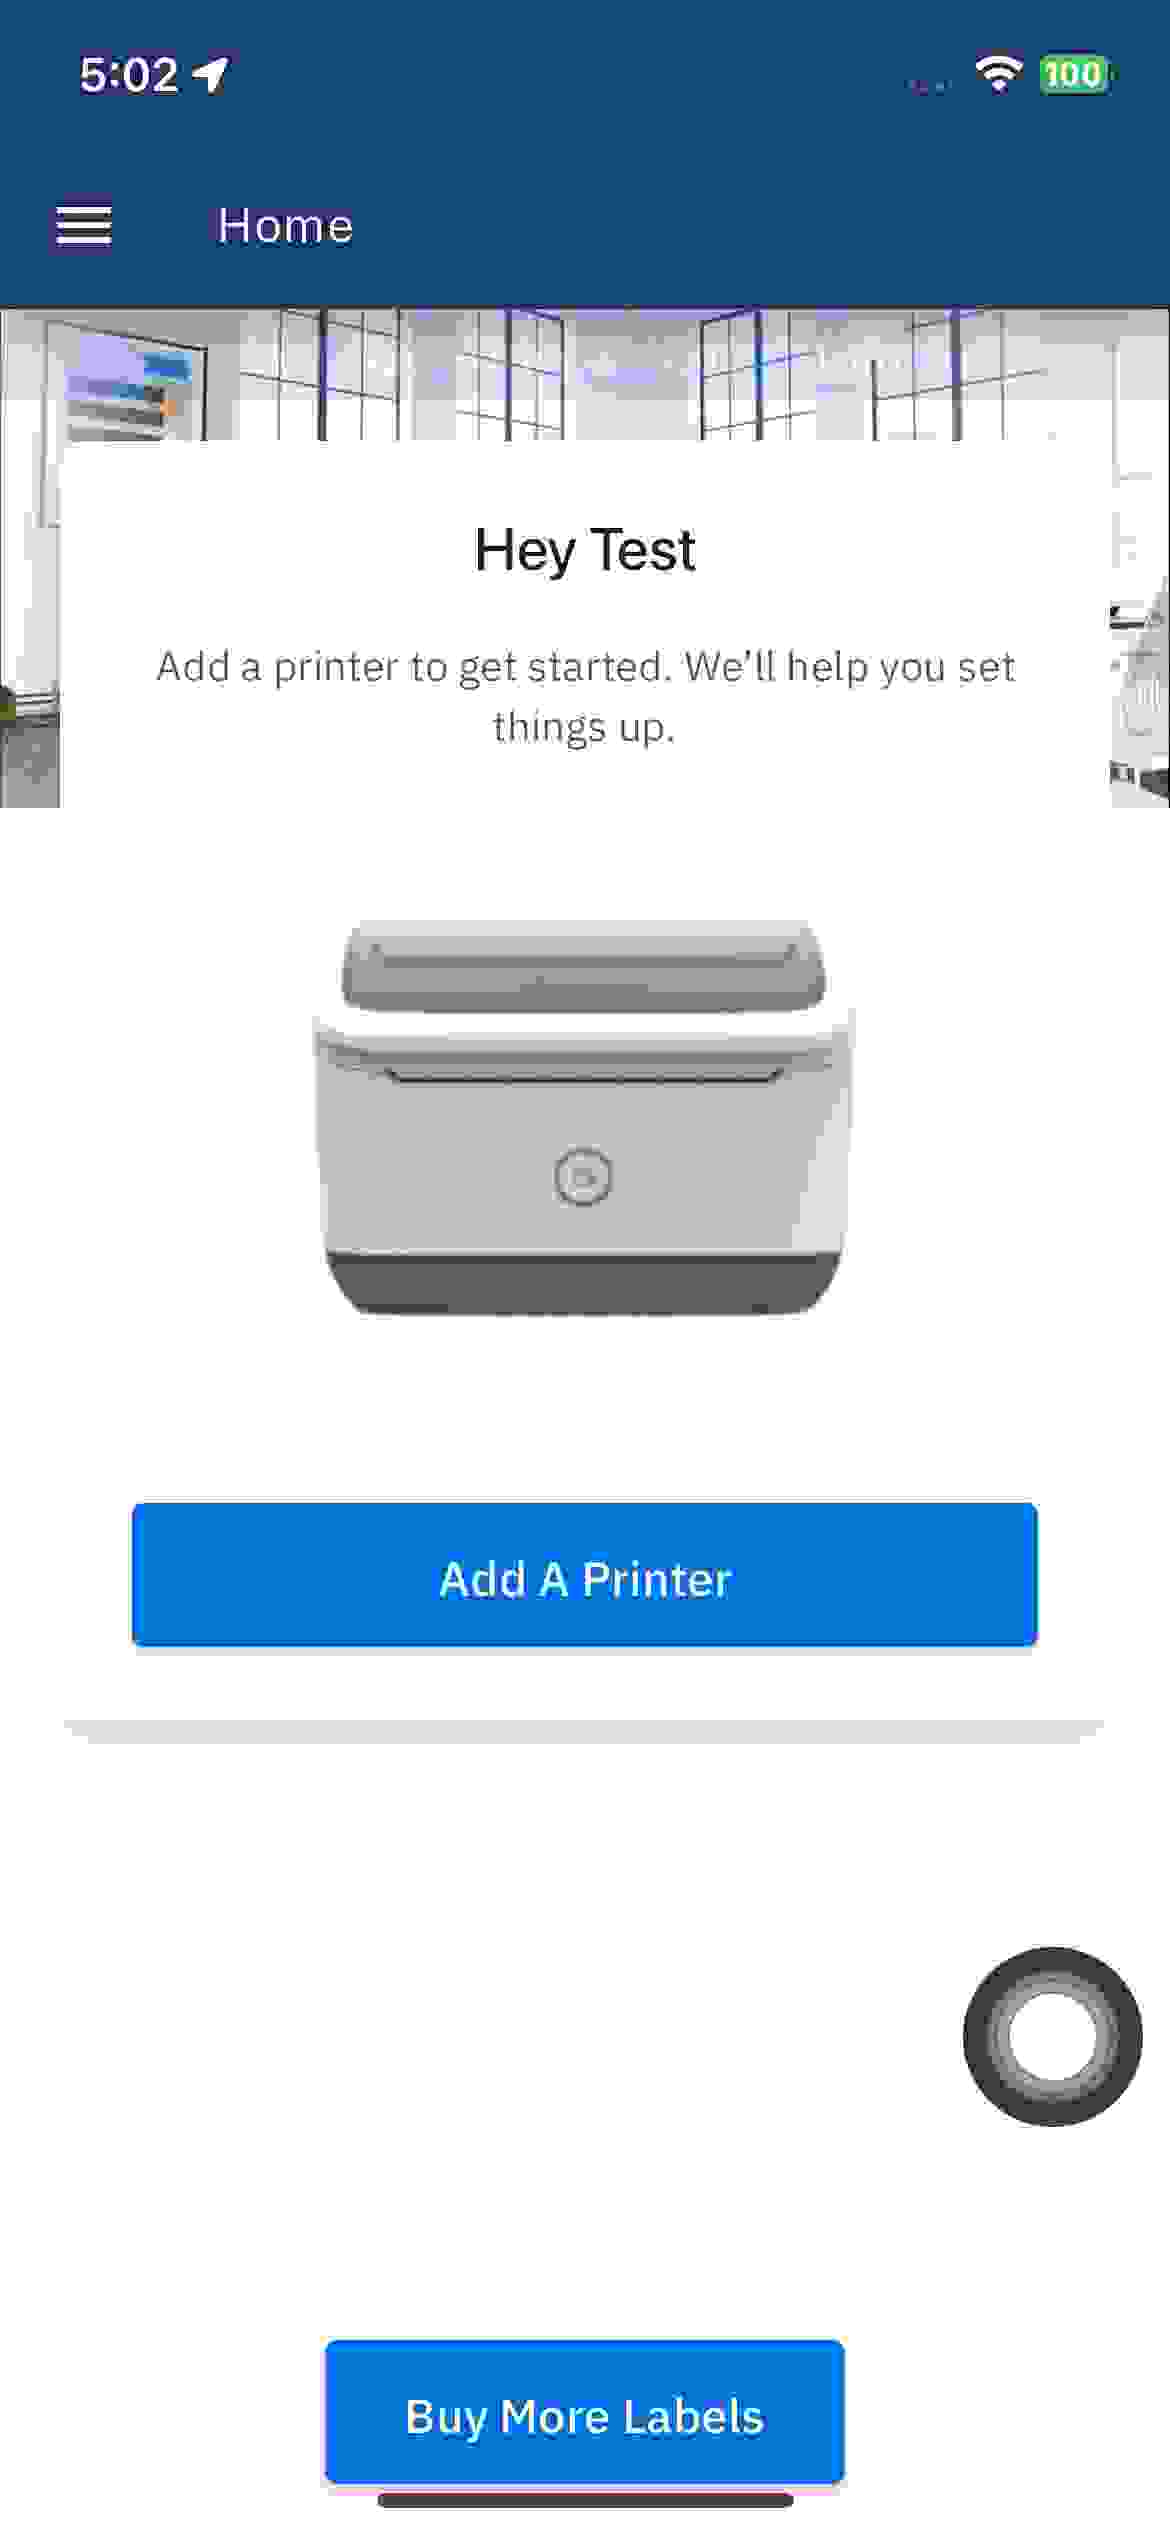 5:02
100
Home
Hey Test
Add a printer to get started. We'll help you set
things up.
Add A Printer
Buy More Labels